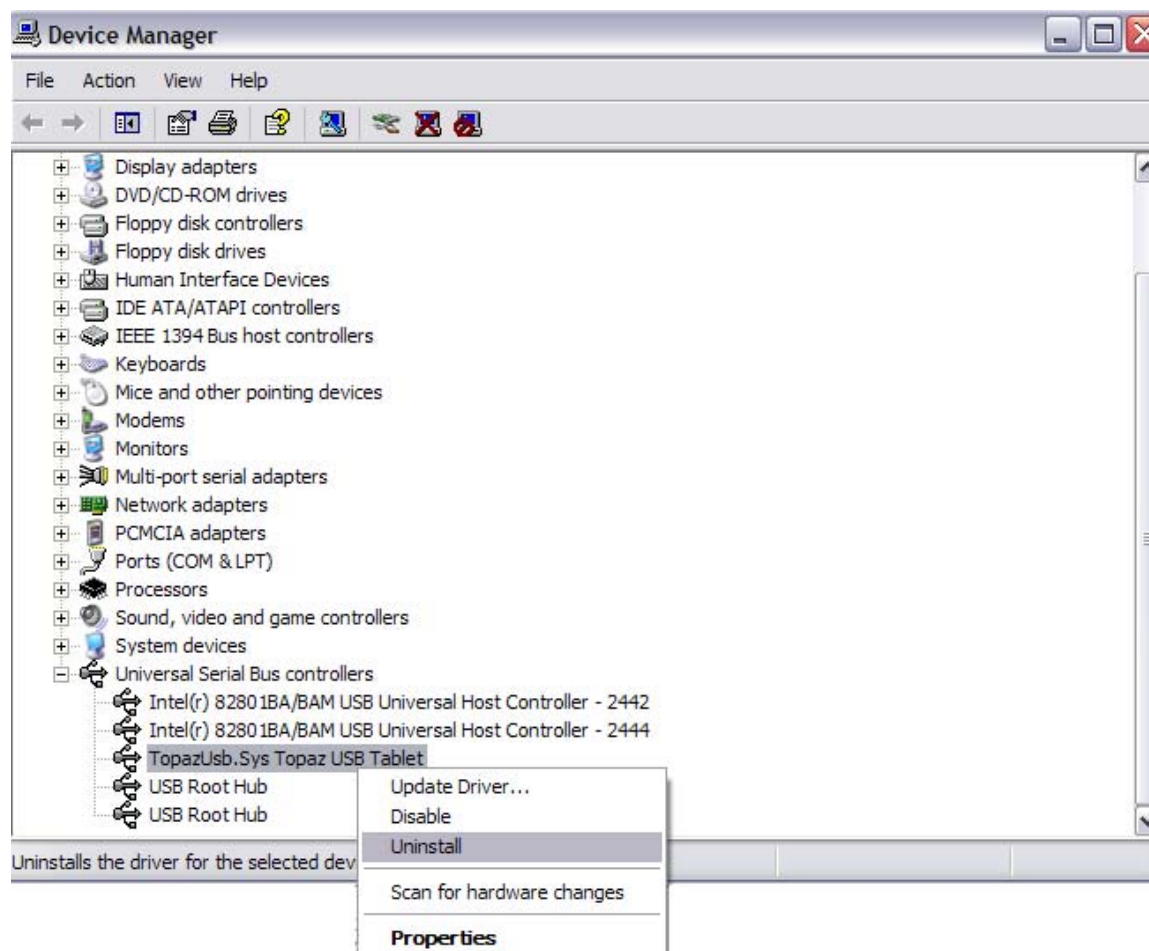 Device Manager
File Action View Help
Display adapters
DVD/CD-ROM drives
Floppy disk controllers
Floppy disk drives
Human Interface Devices
IDE ATA/ATAPI controllers
IEEE 1394 Bus host controllers
Keyboards
Mice and other pointing devices
Modems
Monitors
Multi-port serial adapters
Network adapters
PCMCIA adapters
Ports (COM & LPT)
Processors
Sound, video and game controllers
System devices
Universal Serial Bus controllers
Intel(r) 82801BA/BAM USB Universal Host Controller - 2442
Intel(r) 82801BA/BAM USB Universal Host Controller - 2444
TopazUsb.Sys Topaz USB Tablet
USB Root Hub
USB Root Hub
Update Driver...
Disable
Uninstall
Scan for hardware changes
Properties
Uninstalls the driver for the selected dev